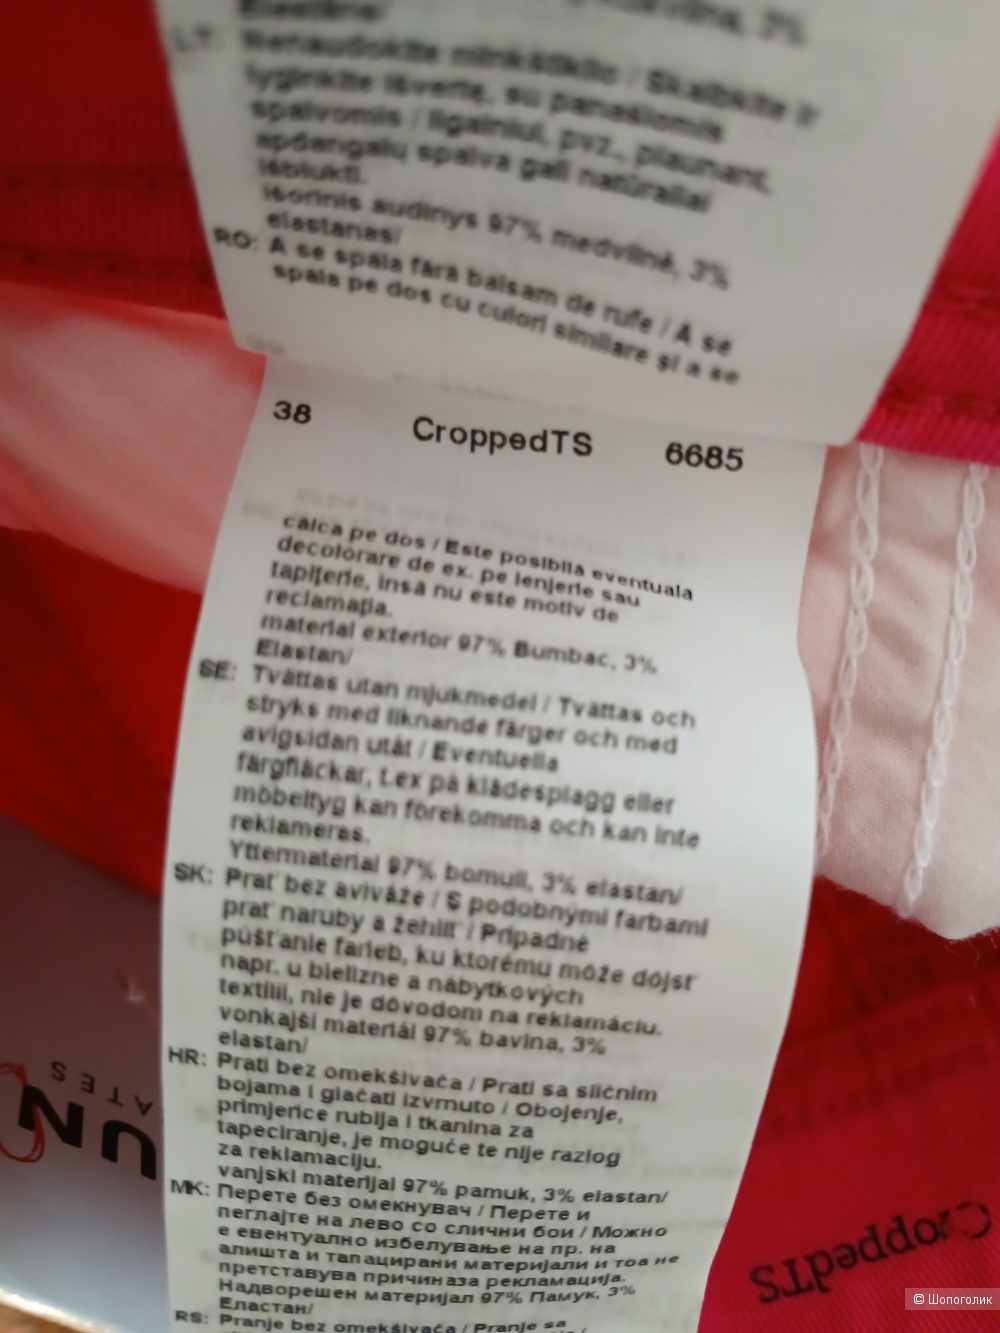 3%
Elastāns/
LT: Nenaudokite minkštiklio / Skalbkite ir
lyginkite išvertę, su panašiomis
spalvomis / Ilgainiui, pvz., plaunant,
apdangalų spalva gali natūraliai
išblukti.
Išorinis audinys 97% medvilnė, 3%
elastanas/
RO: A se spăla fără balsam de rufe / A se
spăla pe dos cu culori similare şi a se
38 CroppedTS 6685
călca pe dos / Este posibilă eventuala
decolorare de ex. pe lenjerie sau
tapiţerie, însă nu este motiv de
reclamaţia.
material exterior 97% Bumbac, 3%
Elastan/
SE: Tvättas utan mjukmedel / Tvättas och
stryks med liknande färger och med
avigsidan utåt / Eventuella
färgfläckar, t.ex på klädesplagg eller
möbeltyg kan förekomma och kan inte
reklameras.
Yttermaterial 97% bomull, 3% elastan/
SK: Prať bez aviváže / S podobnými farbami
prať naruby a žehliť / Prípadné
púšťanie farieb, ku ktorému môže dôjsť
napr. u bielizne a nábytkových
textílií, nie je dôvodom na reklamáciu.
vonkajší materiál 97% bavlna, 3%
elastan/
HR: Prati bez omekšivača / Prati sa sličnim
bojama i glačati izvrnuto / Obojenje,
primjerice rublja i tkanina za
tapeciranje, je moguće te nije razlog
za reklamaciju.
vanjski materijal 97% pamuk, 3% elastan/
MK: Перете без омекнувач / Перете и
пеглајте на лево со слични бои / Можно
е евентуално избелување на пр. на
алишта и тапацирани материјали и тоа не
претставува причина за рекламација.
Надворешен материјал 97% Памук, 3%
Еластан/
RS: Pranje bez omekšivača / Pranje sa
CroppedTS
UN
ATES
© Шопоголик